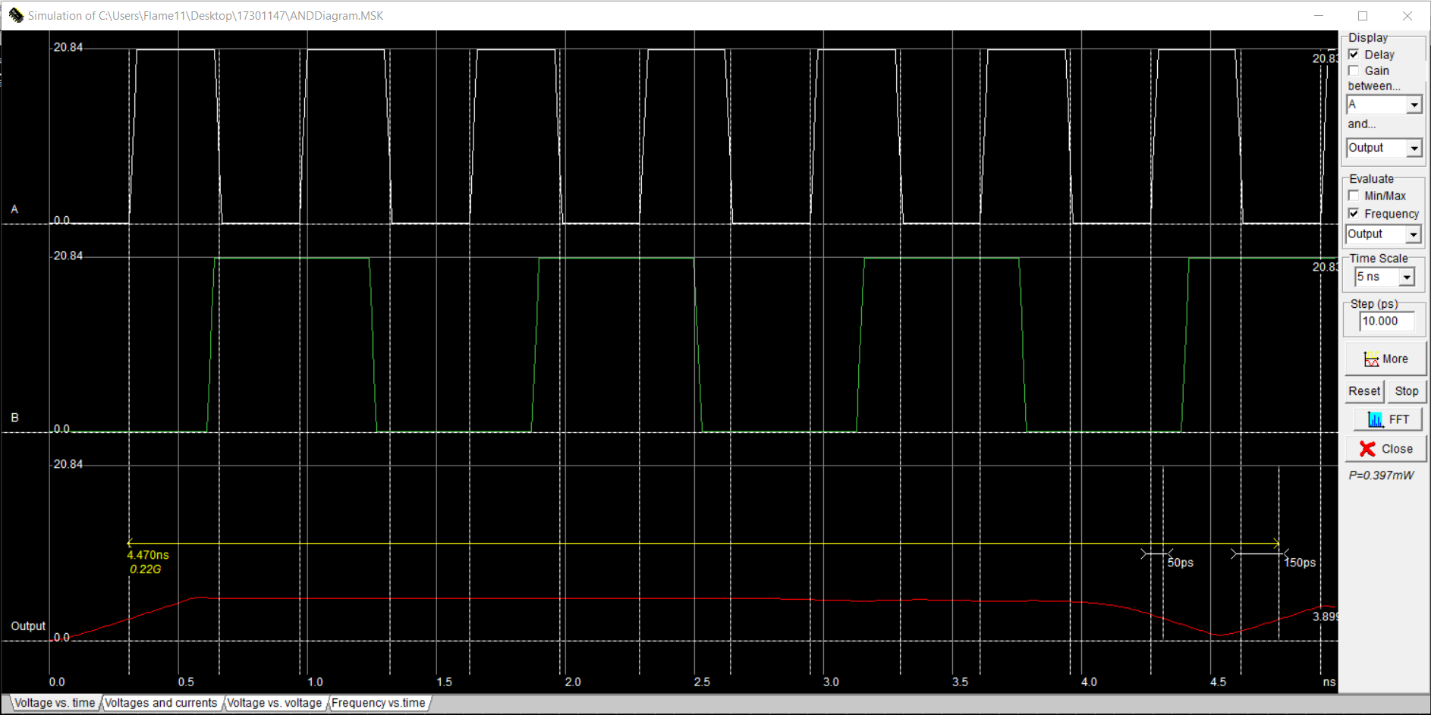 Simulation of C:\Users\Flame11\Desktop\17301147\ANDDiagram.MSK
20.84
20.83
A
0.0
20.84
20.83
B
0.0
20.84
4.470ns
0.22G
50ps
150ps
Output
0.0
3.899
0.0 0.5 1.0 1.5 2.0 2.5 3.0 3.5 4.0 4.5 ns
Voltage vs. time
Voltages and currents
Voltage vs. voltage
Frequency vs.time
Display
Delay
Gain
between...
A
and...
Output
Evaluate
Min/Max
Frequency
Output
Time Scale
5 ns
Step (ps)
10.000
More
Reset
Stop
FFT
Close
P=0.397mW